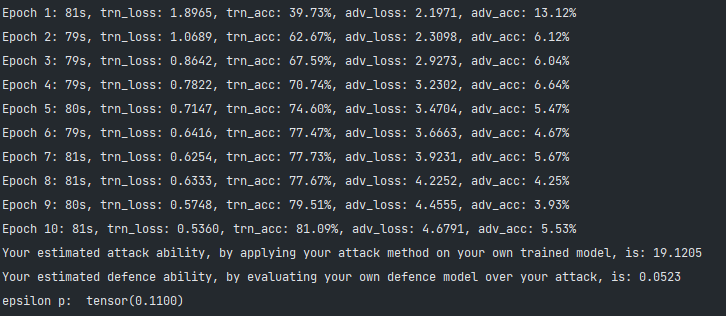 Epoch 1: 81s, trn_loss: 1.8965, trn_acc: 39.73%, adv_loss: 2.1971, adv_acc: 13.12%
Epoch 2: 79s, trn_loss: 1.0689, trn_acc: 62.67%, adv_loss: 2.3098, adv_acc: 6.12%
Epoch 3: 79s, trn_loss: 0.8642, trn_acc: 67.59%, adv_loss: 2.9273, adv_acc: 6.04%
Epoch 4: 79s, trn_loss: 0.7822, trn_acc: 70.74%, adv_loss: 3.2302, adv_acc: 6.64%
Epoch 5: 80s, trn_loss: 0.7147, trn_acc: 74.60%, adv_loss: 3.4704, adv_acc: 5.47%
Epoch 6: 79s, trn_loss: 0.6416, trn_acc: 77.47%, adv_loss: 3.6663, adv_acc: 4.67%
Epoch 7: 81s, trn_loss: 0.6254, trn_acc: 77.73%, adv_loss: 3.9231, adv_acc: 5.67%
Epoch 8: 81s, trn_loss: 0.6333, trn_acc: 77.67%, adv_loss: 4.2252, adv_acc: 4.25%
Epoch 9: 80s, trn_loss: 0.5748, trn_acc: 79.51%, adv_loss: 4.4555, adv_acc: 3.93%
Epoch 10: 81s, trn_loss: 0.5360, trn_acc: 81.09%, adv_loss: 4.6791, adv_acc: 5.53%
Your estimated attack ability, by applying your attack method on your own trained model, is: 19.1205
Your estimated defence ability, by evaluating your own defence model over your attack, is: 0.0523
epsilon p:  tensor(0.1100)